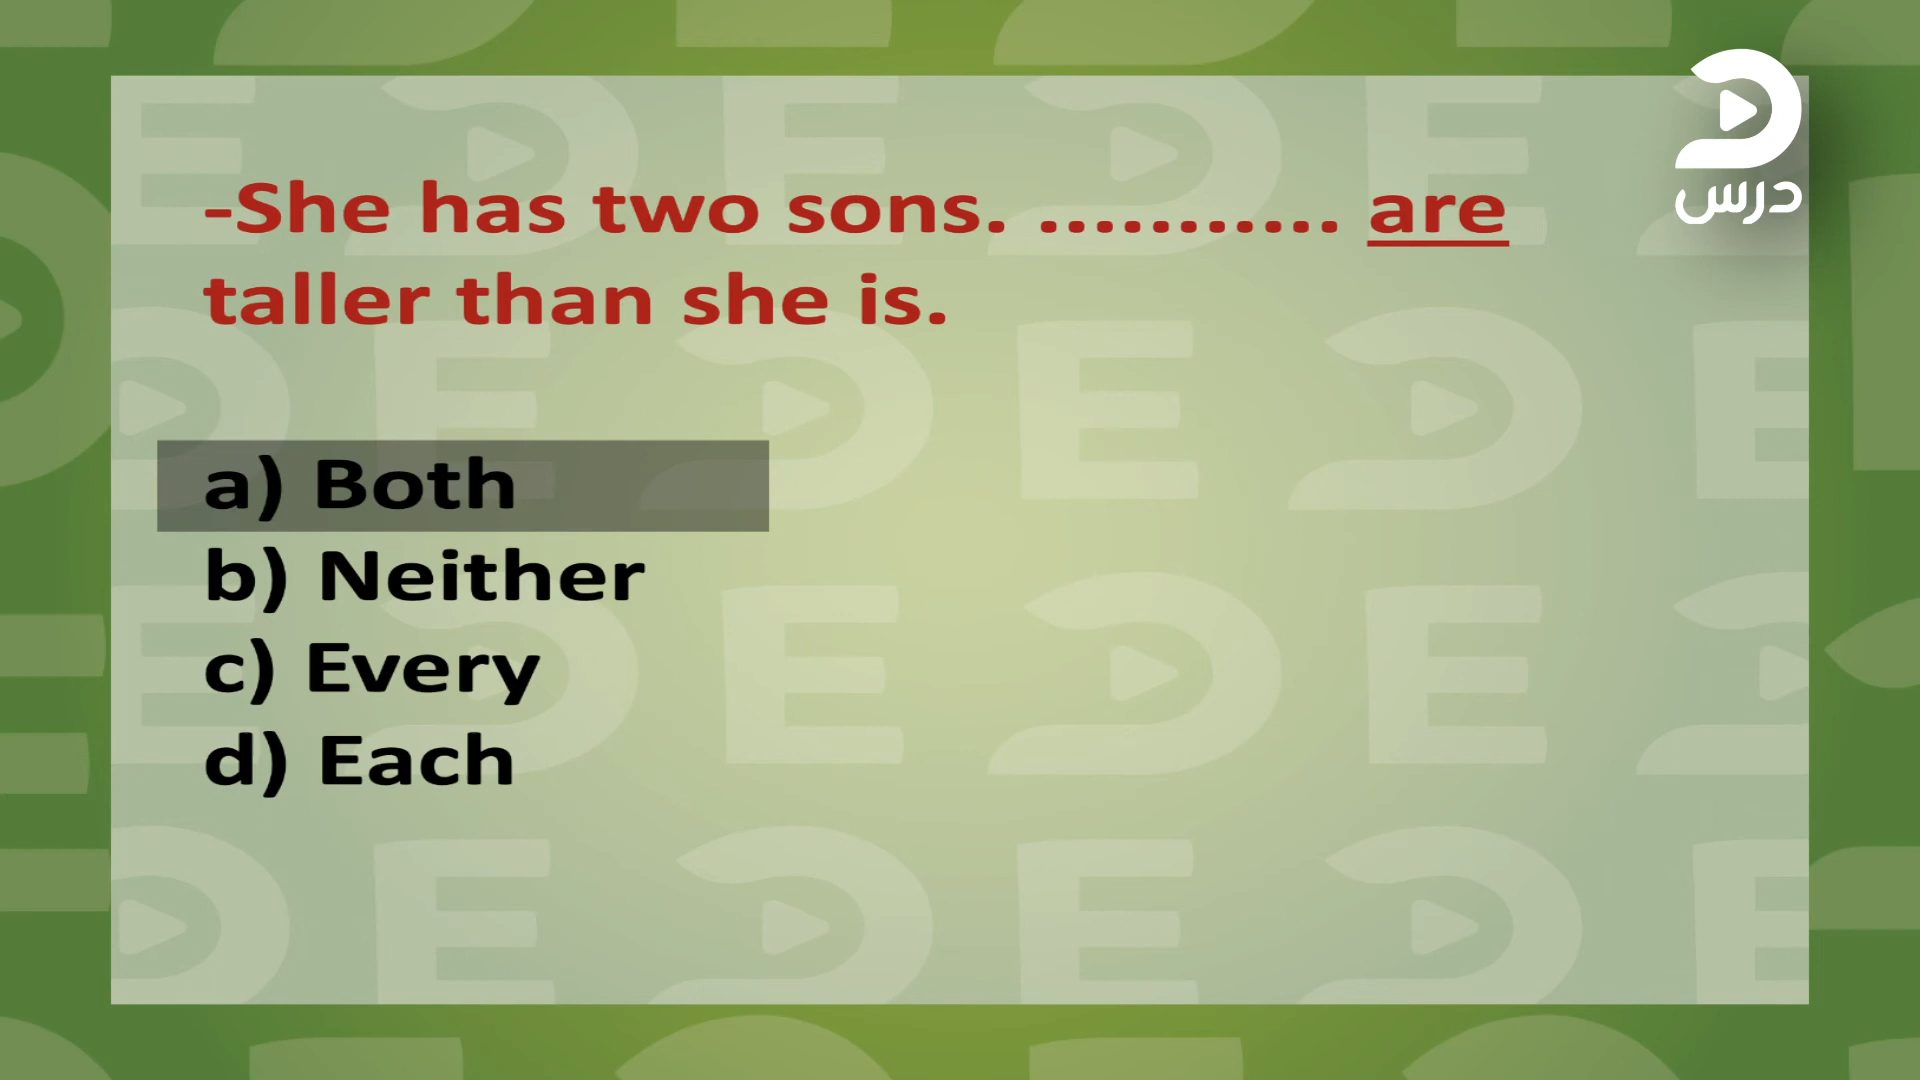 -She has two sons. ........... are
taller than she is.
a) Both
b) Neither
c) Every
d) Each
درس